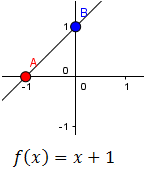 B
1
A
0
-1 0 1
-1
f(x) = x + 1